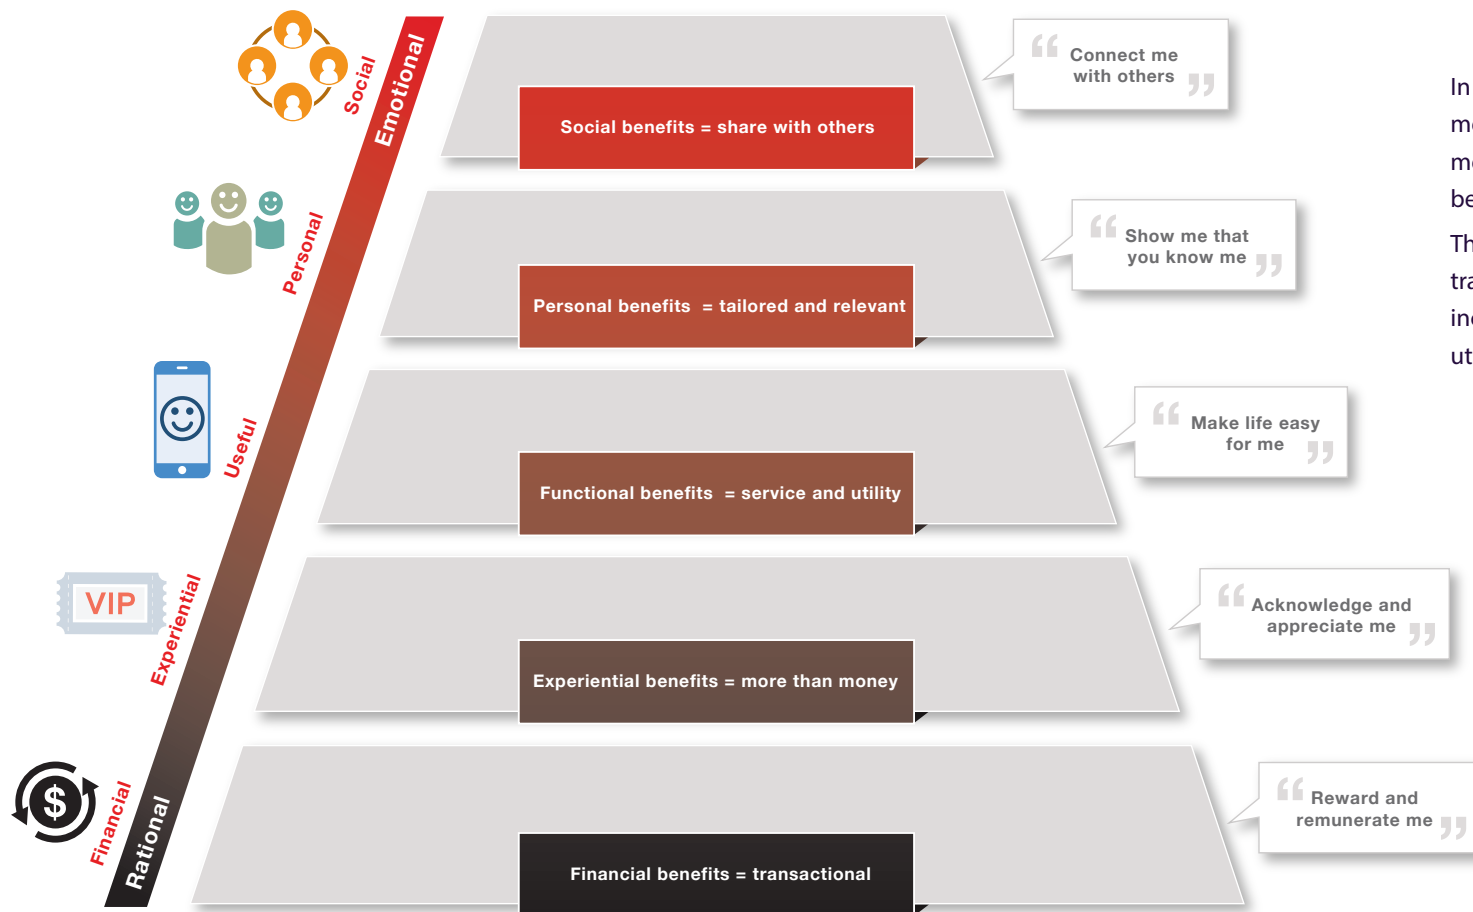 Social
Emotional
Social benefits = share with others
“ Connect me
with others ”
Personal
Personal benefits = tailored and relevant
“ Show me that
you know me ”
Useful
Functional benefits = service and utility
“ Make life easy
for me ”
VIP
Experiential
Experiential benefits = more than money
“ Acknowledge and
appreciate me ”
$
Financial
Rational
Financial benefits = transactional
“ Reward and
remunerate me ”
In